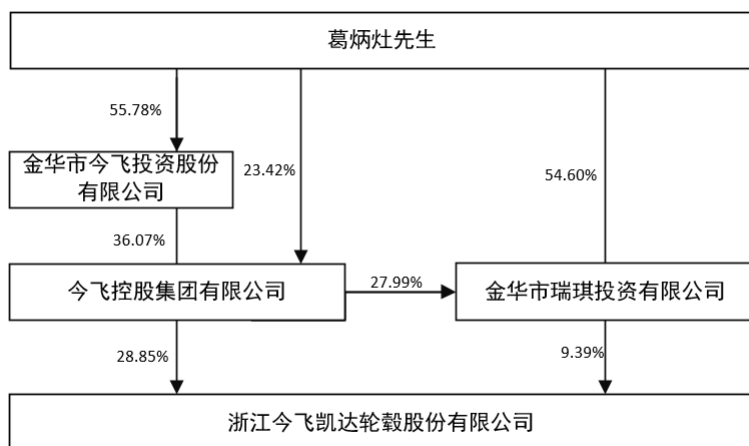 葛炳灶先生
55.78%
金华市今飞投资股份
有限公司
23.42%
54.60%
36.07%
今飞控股集团有限公司
27.99%
金华市瑞琪投资有限公司
28.85%
9.39%
浙江今飞凯达轮毂股份有限公司